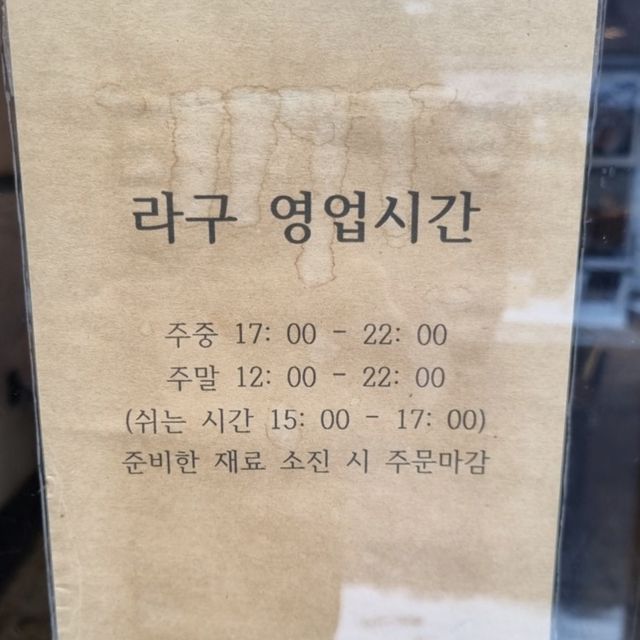 라구 영업시간
주중 17: 00 - 22: 00
주말 12: 00 - 22: 00
(쉬는 시간 15: 00 - 17: 00)
준비한 재료 소진 시 주문마감